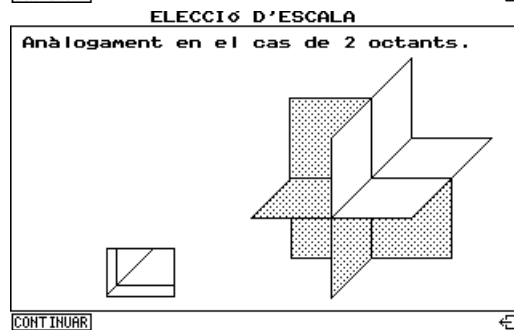 ELECCIÓ D'ESCALA
Anàlogament en el cas de 2 octants.
CONTINUAR